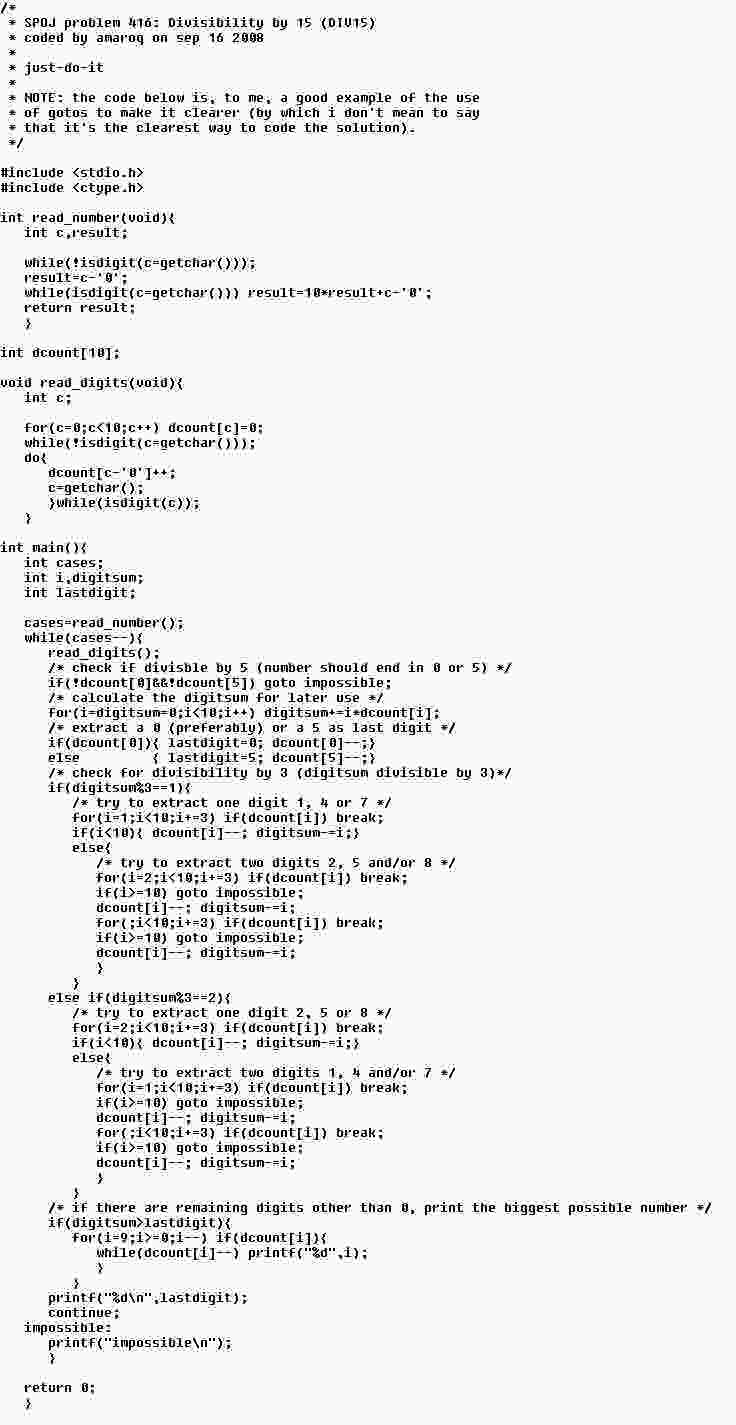 /*
 * SPOJ problem 416: Divisibility by 15 (DIV15)
 * coded by amaroq on sep 16 2008
 *
 * just-do-it
 *
 * NOTE: the code below is, to me, a good example of the use
 * of gotos to make it clearer (by which i don't mean to say
 * that it's the clearest way to code the solution).
 */

#include <stdio.h>
#include <ctype.h>

int read_number(void){
   int c,result;

   while(!isdigit(c=getchar()));
   result=c-'0';
   while(isdigit(c=getchar())) result=10*result+c-'0';
   return result;
   }

int dcount[10];

void read_digits(void){
   int c;

   for(c=0;c<10;c++) dcount[c]=0;
   while(!isdigit(c=getchar()));
   do{
      dcount[c-'0']++;
      c=getchar();
      }while(isdigit(c));
   }

int main(){
   int cases;
   int i,digitsum;
   int lastdigit;

   cases=read_number();
   while(cases--){
      read_digits();
      /* check if divisble by 5 (number should end in 0 or 5) */
      if(!dcount[0]&&!dcount[5]) goto impossible;
      /* calculate the digitsum for later use */
      for(i=digitsum=0;i<10;i++) digitsum+=i*dcount[i];
      /* extract a 0 (preferably) or a 5 as last digit */
      if(dcount[0]){ lastdigit=0; dcount[0]--;}
      else         { lastdigit=5; dcount[5]--;}
      /* check for divisibility by 3 (digitsum divisible by 3)*/
      if(digitsum%3==1){
         /* try to extract one digit 1, 4 or 7 */
         for(i=1;i<10;i+=3) if(dcount[i]) break;
         if(i<10){ dcount[i]--; digitsum-=i;}
         else{
            /* try to extract two digits 2, 5 and/or 8 */
            for(i=2;i<10;i+=3) if(dcount[i]) break;
            if(i>=10) goto impossible;
            dcount[i]--; digitsum-=i;
            for(;i<10;i+=3) if(dcount[i]) break;
            if(i>=10) goto impossible;
            dcount[i]--; digitsum-=i;
            }
         }
      else if(digitsum%3==2){
         /* try to extract one digit 2, 5 or 8 */
         for(i=2;i<10;i+=3) if(dcount[i]) break;
         if(i<10){ dcount[i]--; digitsum-=i;}
         else{
            /* try to extract two digits 1, 4 and/or 7 */
            for(i=1;i<10;i+=3) if(dcount[i]) break;
            if(i>=10) goto impossible;
            dcount[i]--; digitsum-=i;
            for(;i<10;i+=3) if(dcount[i]) break;
            if(i>=10) goto impossible;
            dcount[i]--; digitsum-=i;
            }
         }
      /* if there are remaining digits other than 0, print the biggest possible number */
      if(digitsum>lastdigit){
         for(i=9;i>=0;i--) if(dcount[i]){
            while(dcount[i]--) printf("%d",i);
            }
         }
      printf("%d\n",lastdigit);
      continue;
   impossible:
      printf("impossible\n");
      }

   return 0;
   }